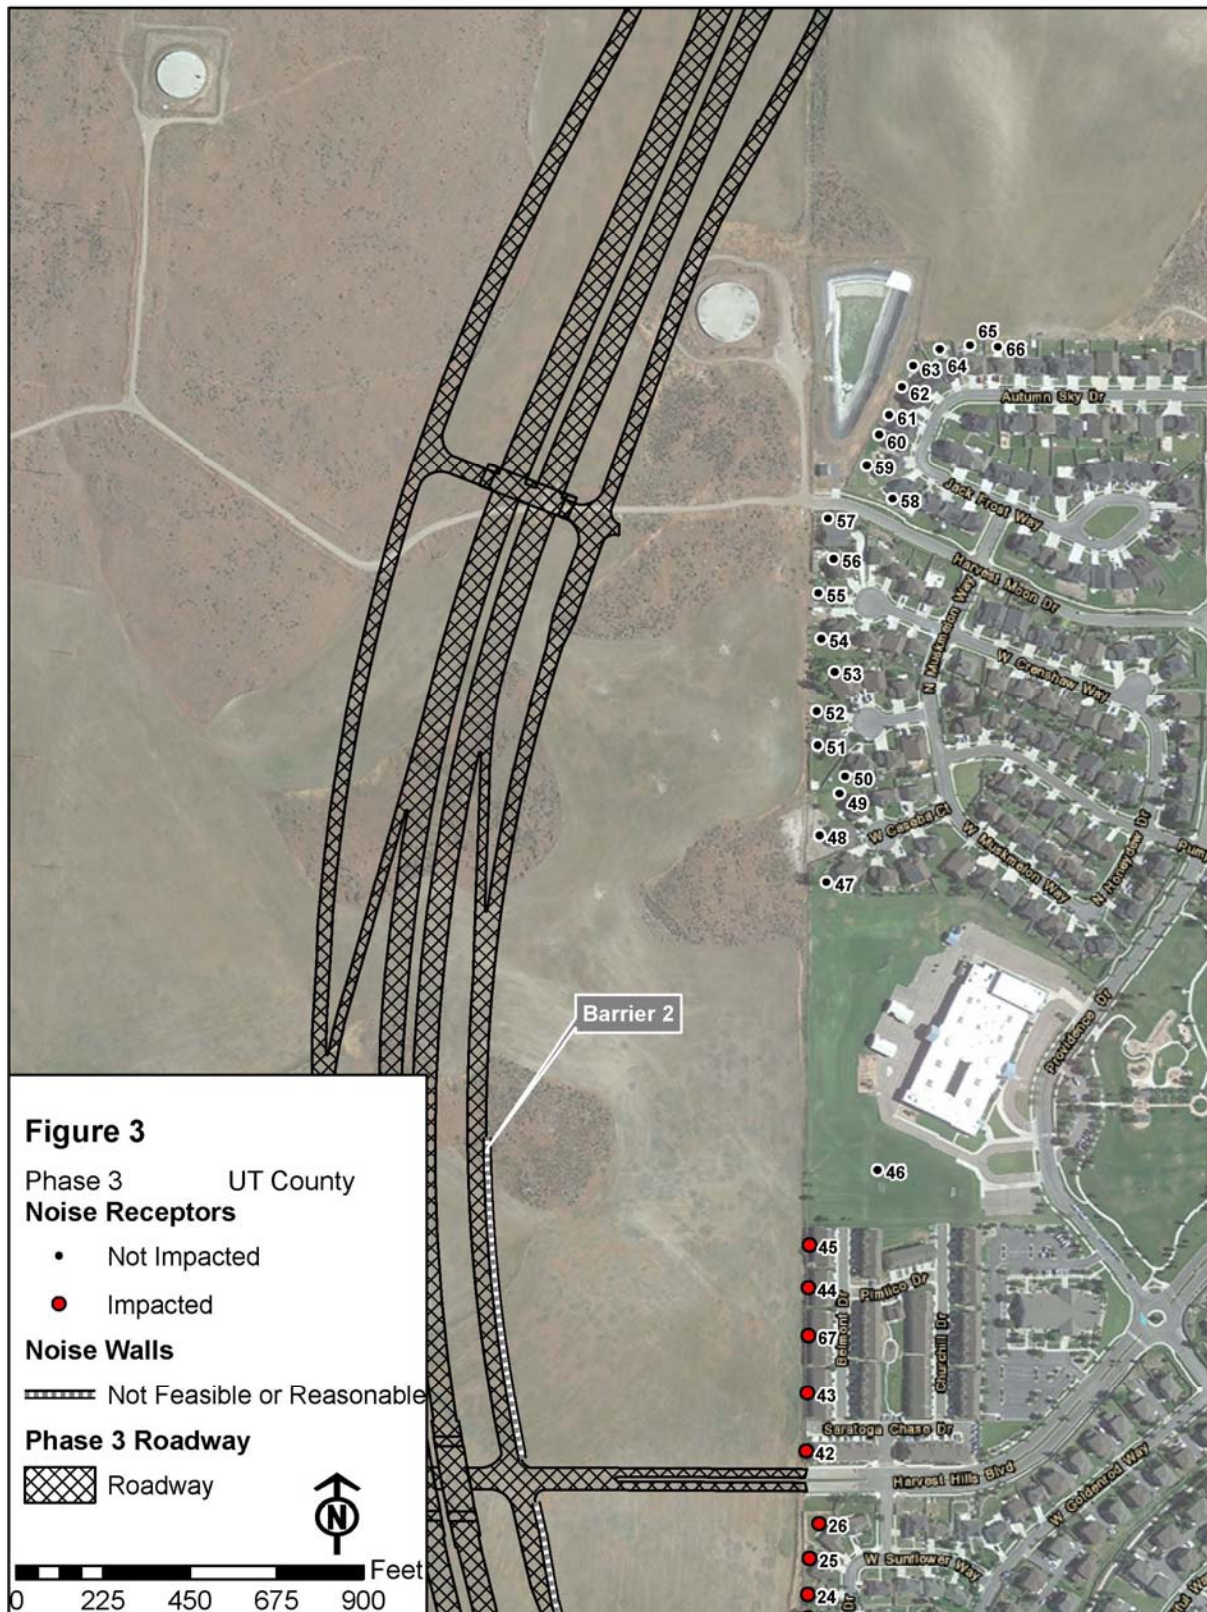 65
66
64
63
62
Autumn Sky Dr
61
60
59
58
Jack Frost Way
57
56
Harvest Moon Dr
55
N Muskmelon Way
54
W Crenshaw Way
53
52
51
50
49
W Casaba Ct
48
W Muskmelon Way
N Honeydew Dr
Pump
47
Barrier 2
Providence Dr
46
45
Pimlico Dr
44
Belmont Dr
67
Churchill Dr
43
Saratoga Chase Dr
42
Harvest Hills Blvd
W Goldenrod Way
26
25
W Sunflower Way
24
Dr
Figure 3
Phase 3 UT County
Noise Receptors
Not Impacted
Impacted
Noise Walls
Not Feasible or Reasonable
Phase 3 Roadway
Roadway
N
Feet
0 225 450 675 900